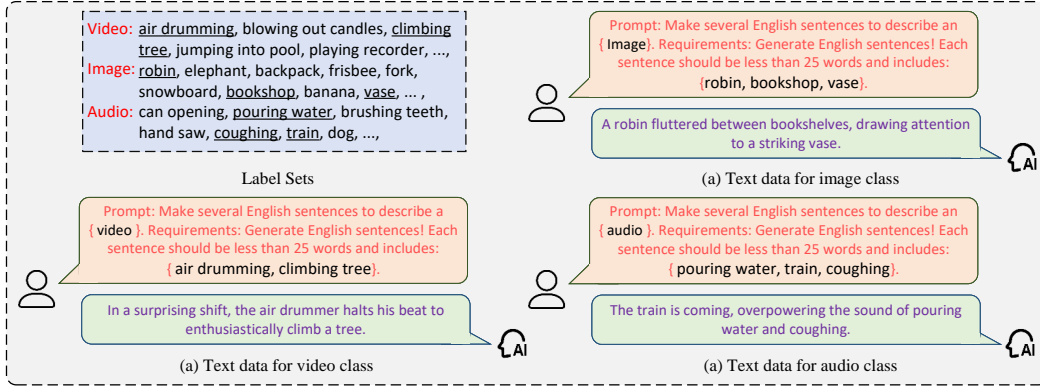 Video: air drumming, blowing out candles, climbing
tree, jumping into pool, playing recorder, ...,
Image: robin, elephant, backpack, frisbee, fork,
snowboard, bookshop, banana, vase, ... ,
Audio: can opening, pouring water, brushing teeth,
hand saw, coughing, train, dog, ...,
Label Sets
Prompt: Make several English sentences to describe an
{ Image}. Requirements: Generate English sentences! Each
sentence should be less than 25 words and includes:
{robin, bookshop, vase}.
A robin fluttered between bookshelves, drawing attention
to a striking vase.
AI
(a) Text data for image class
Prompt: Make several English sentences to describe a
{ video }. Requirements: Generate English sentences! Each
sentence should be less than 25 words and includes:
{ air drumming, climbing tree}.
In a surprising shift, the air drummer halts his beat to
enthusiastically climb a tree.
AI
(a) Text data for video class
Prompt: Make several English sentences to describe an
{ audio }. Requirements: Generate English sentences! Each
sentence should be less than 25 words and includes:
{ pouring water, train, coughing}.
The train is coming, overpowering the sound of pouring
water and coughing.
AI
(a) Text data for audio class